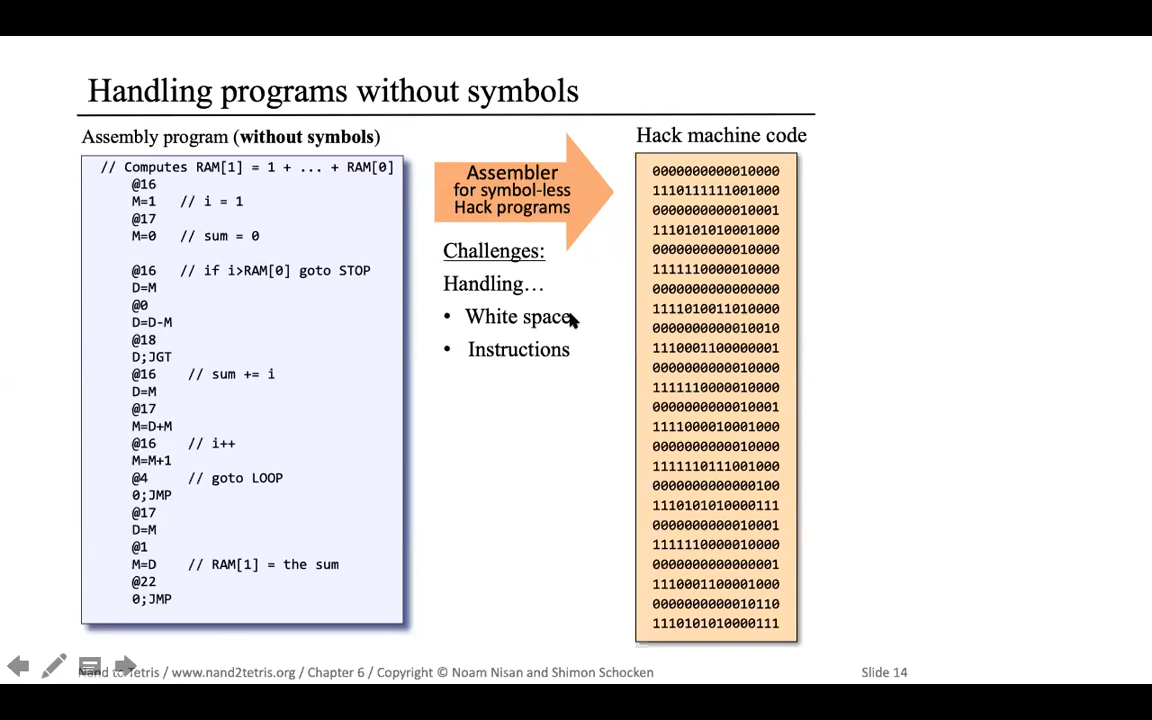 Handling programs without symbols
Assembly program (without symbols)
// Computes RAM[1] = 1 + ... + RAM[0]
@16
M=1 // i = 1
@17
M=0 // sum = 0
@16 // if i>RAM[0] goto STOP
D=M
@0
D=D-M
@18
D;JGT
@16 // sum += i
D=M
@17
M=D+M
@16 // i++
M=M+1
@4 // goto LOOP
0;JMP
@17
D=M
@1
M=D // RAM[1] = the sum
@22
0;JMP
Assembler
for symbol-less
Hack programs
Challenges:
Handling…
• White space
• Instructions
Hack machine code
0000000000010000
1110111111001000
0000000000010001
1110101010001000
0000000000010000
1111110000010000
0000000000000000
1111010011010000
0000000000010010
1110001100000001
0000000000010000
1111110000010000
0000000000010001
1111000010001000
0000000000010000
1111110111001000
0000000000000100
1110101010000111
0000000000010001
1111110000010000
0000000000000001
1110001100001000
0000000000010110
1110101010000111
Nand to Tetris / www.nand2tetris.org / Chapter 6 / Copyright © Noam Nisan and Shimon Schocken
Slide 14